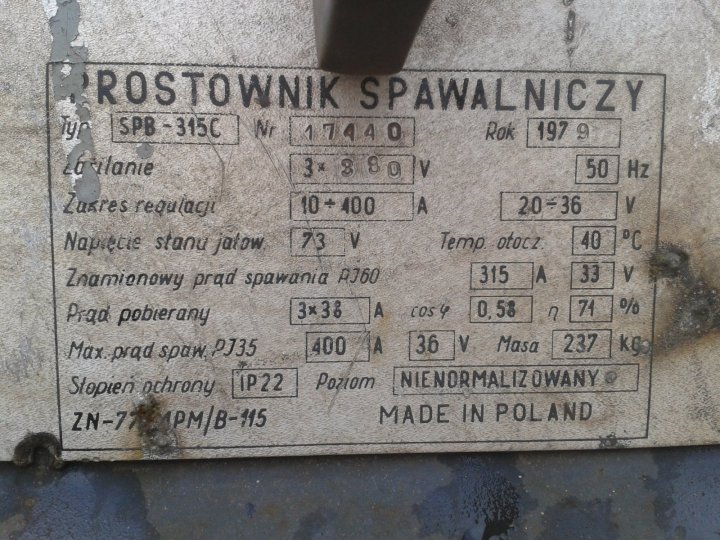 PROSTOWNIK SPAWALNICZY
Typ SPB-315C Nr 17440 Rok 1979
Zasilanie 3× 380 V 50 Hz
Zakres regulacji 10÷400 A 20÷36 V
Napięcie stanu jałow. 73 V Temp. otocz. 40 °C
Znamionowy prąd spawania PJ60 315 A 33 V
Prąd pobierany 3×38 A cos φ 0,58 η 71 %
Max. prąd spaw. PJ35 400 A 36 V Masa 237 kg
Stopień ochrony IP22 Poziom NIENORMALIZOWANY
MADE IN POLAND